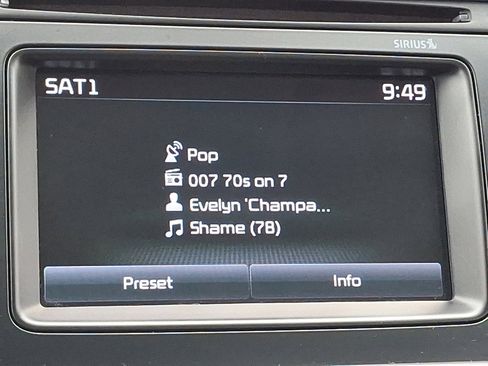 SIRIUS
SAT1 9:49
Pop
007 70s on 7
Evelyn 'Champa...
Shame (78)
Preset Info